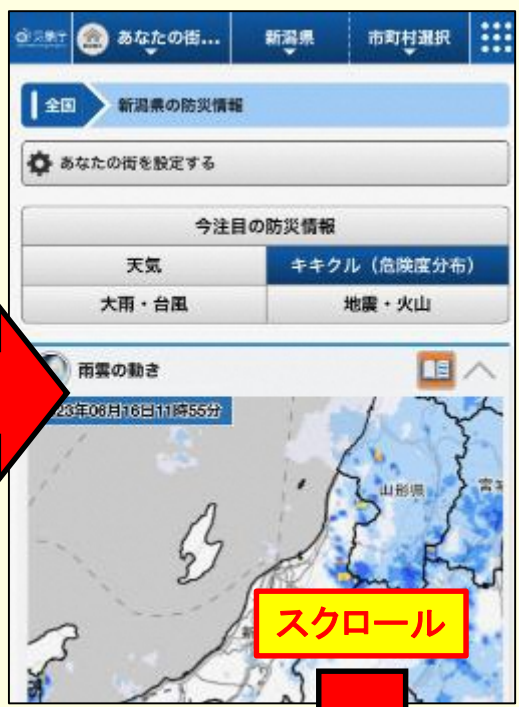 気象庁 あなたの街... 新潟県 市町村選択
全国 新潟県の防災情報
あなたの街を設定する
今注目の防災情報
天気 キキクル（危険度分布）
大雨・台風 地震・火山
雨雲の動き
23年06月16日11時55分
山形県
スクロール